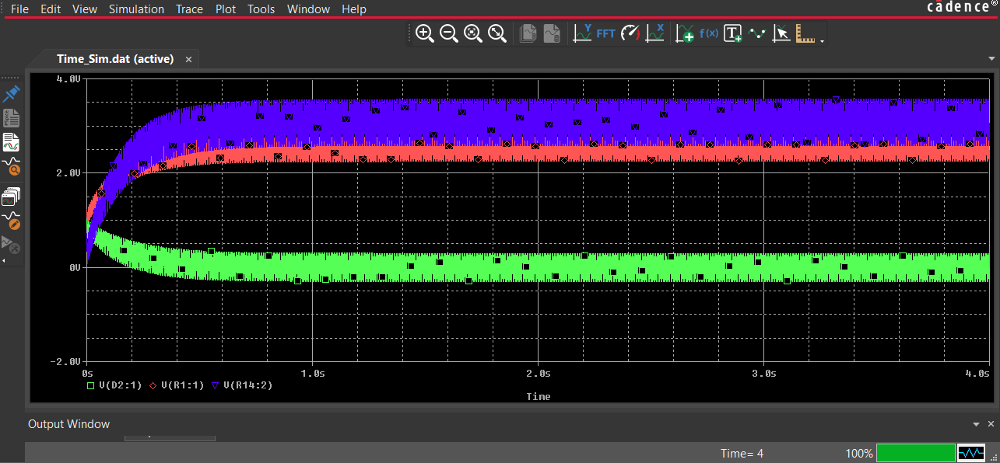 File Edit View Simulation Trace Plot Tools Window Help
cādence®
Y FFT X f(x) T
Time_Sim.dat (active) ×
PSpice
4.0V
2.0V
0V
-2.0V
0s 1.0s 2.0s 3.0s 4.0s
V(D2:1) V(R1:1) V(R14:2)
Time
Output Window
Time= 4 100%